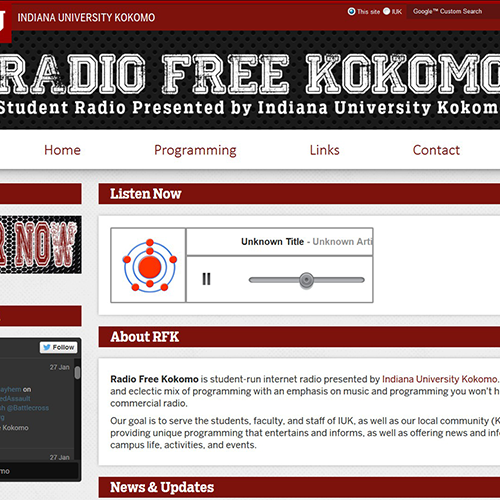 INDIANA UNIVERSITY KOKOMO
This site IUK Google™ Custom Search
RADIO FREE KOKOMO
Student Radio Presented by Indiana University Kokom
Home Programming Links Contact
NOW
Listen Now
Unknown Title - Unknown Arti
About RFK
Radio Free Kokomo is student-run internet radio presented by Indiana University Kokomo.
and eclectic mix of programming with an emphasis on music and programming you won't h
commercial radio.
Our goal is to serve the students, faculty, and staff of IUK, as well as our local community (K
providing unique programming that entertains and informs, as well as offering news and inf
campus life, activities, and events.
News & Updates
Follow
27 Jan
ayhem on
edAssault
sh @Battlecross
rg
e Kokomo
27 Jan
mo